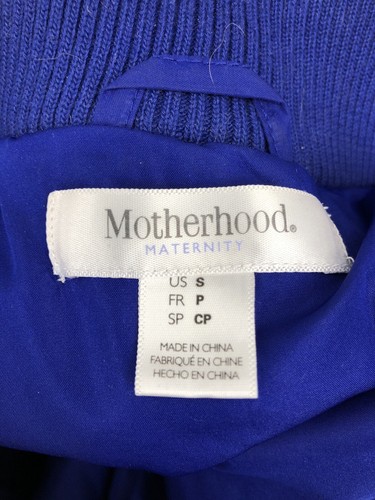 Motherhood®
MATERNITY
US S
FR P
SP CP
MADE IN CHINA
FABRIQUÉ EN CHINE
HECHO EN CHINA